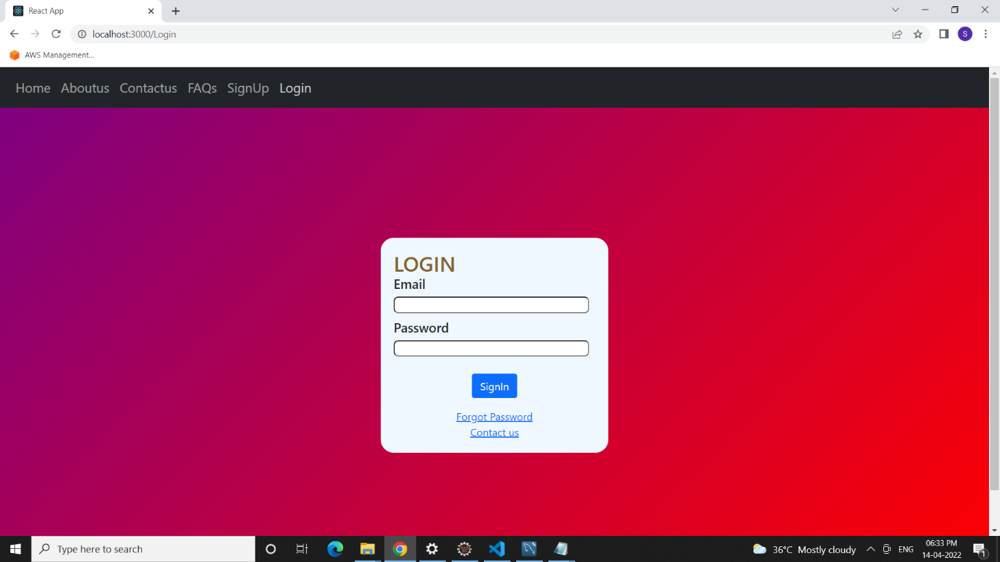 React App
localhost:3000/Login
S
AWS Management...
Home Aboutus Contactus FAQs SignUp Login
LOGIN
Email
Password
SignIn
Forgot Password
Contact us
Type here to search
36°C Mostly cloudy
ENG
06:33 PM
14-04-2022
1